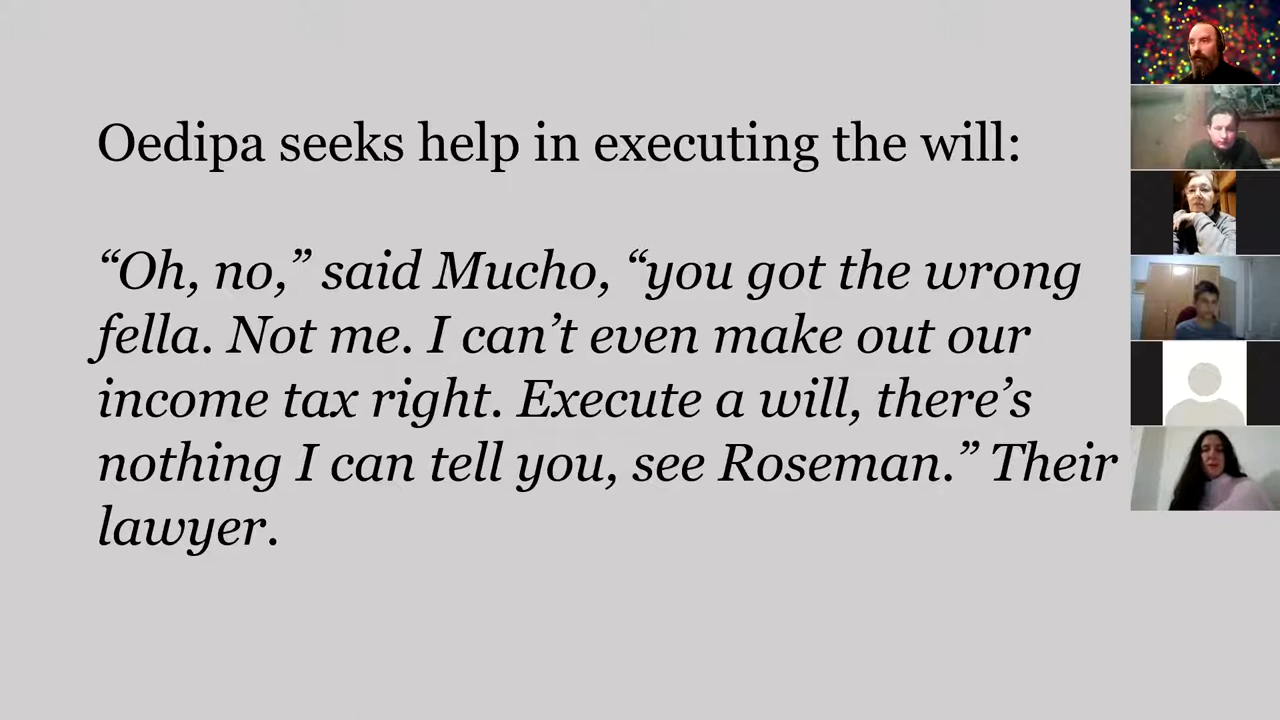 Oedipa seeks help in executing the will:
“Oh, no,” said Mucho, “you got the wrong
fella. Not me. I can’t even make out our
income tax right. Execute a will, there’s
nothing I can tell you, see Roseman.” Their
lawyer.